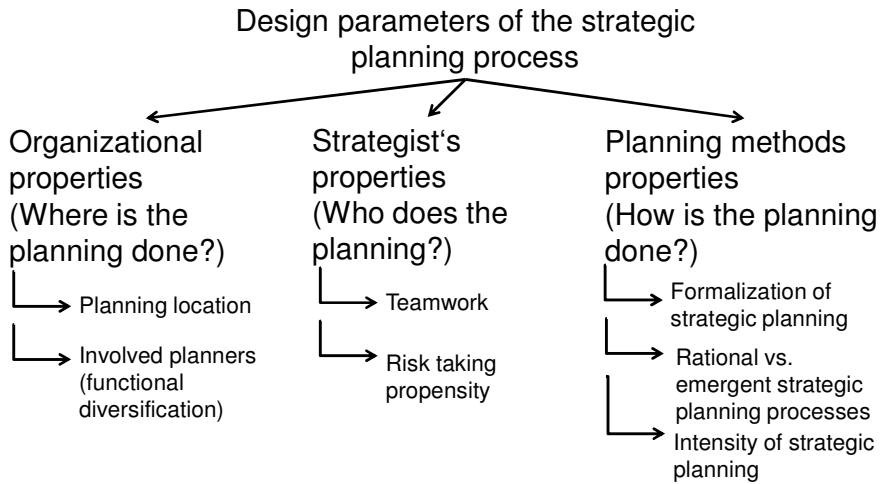 Design parameters of the strategic
planning process
Organizational
properties
(Where is the
planning done?)
Planning location
Involved planners
(functional
diversification)
Strategist‘s
properties
(Who does the
planning?)
Teamwork
Risk taking
propensity
Planning methods
properties
(How is the planning
done?)
Formalization of
strategic planning
Rational vs.
emergent strategic
planning processes
Intensity of strategic
planning